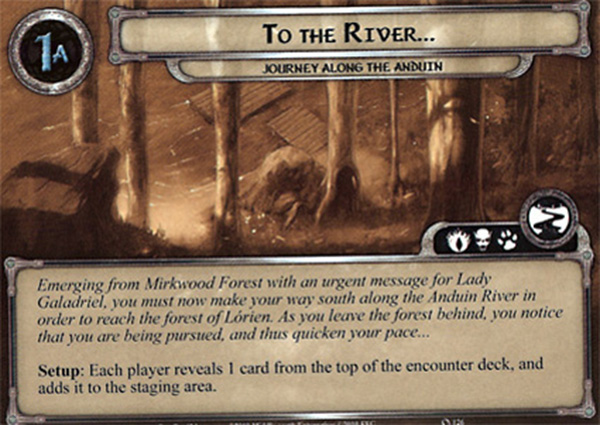 1A
TO THE RIVER...
JOURNEY ALONG THE ANDUIN
Emerging from Mirkwood Forest with an urgent message for Lady
Galadriel, you must now make your way south along the Anduin River in
order to reach the forest of Lórien. As you leave the forest behind, you notice
that you are being pursued, and thus quicken your pace...
Setup: Each player reveals 1 card from the top of the encounter deck, and
adds it to the staging area.